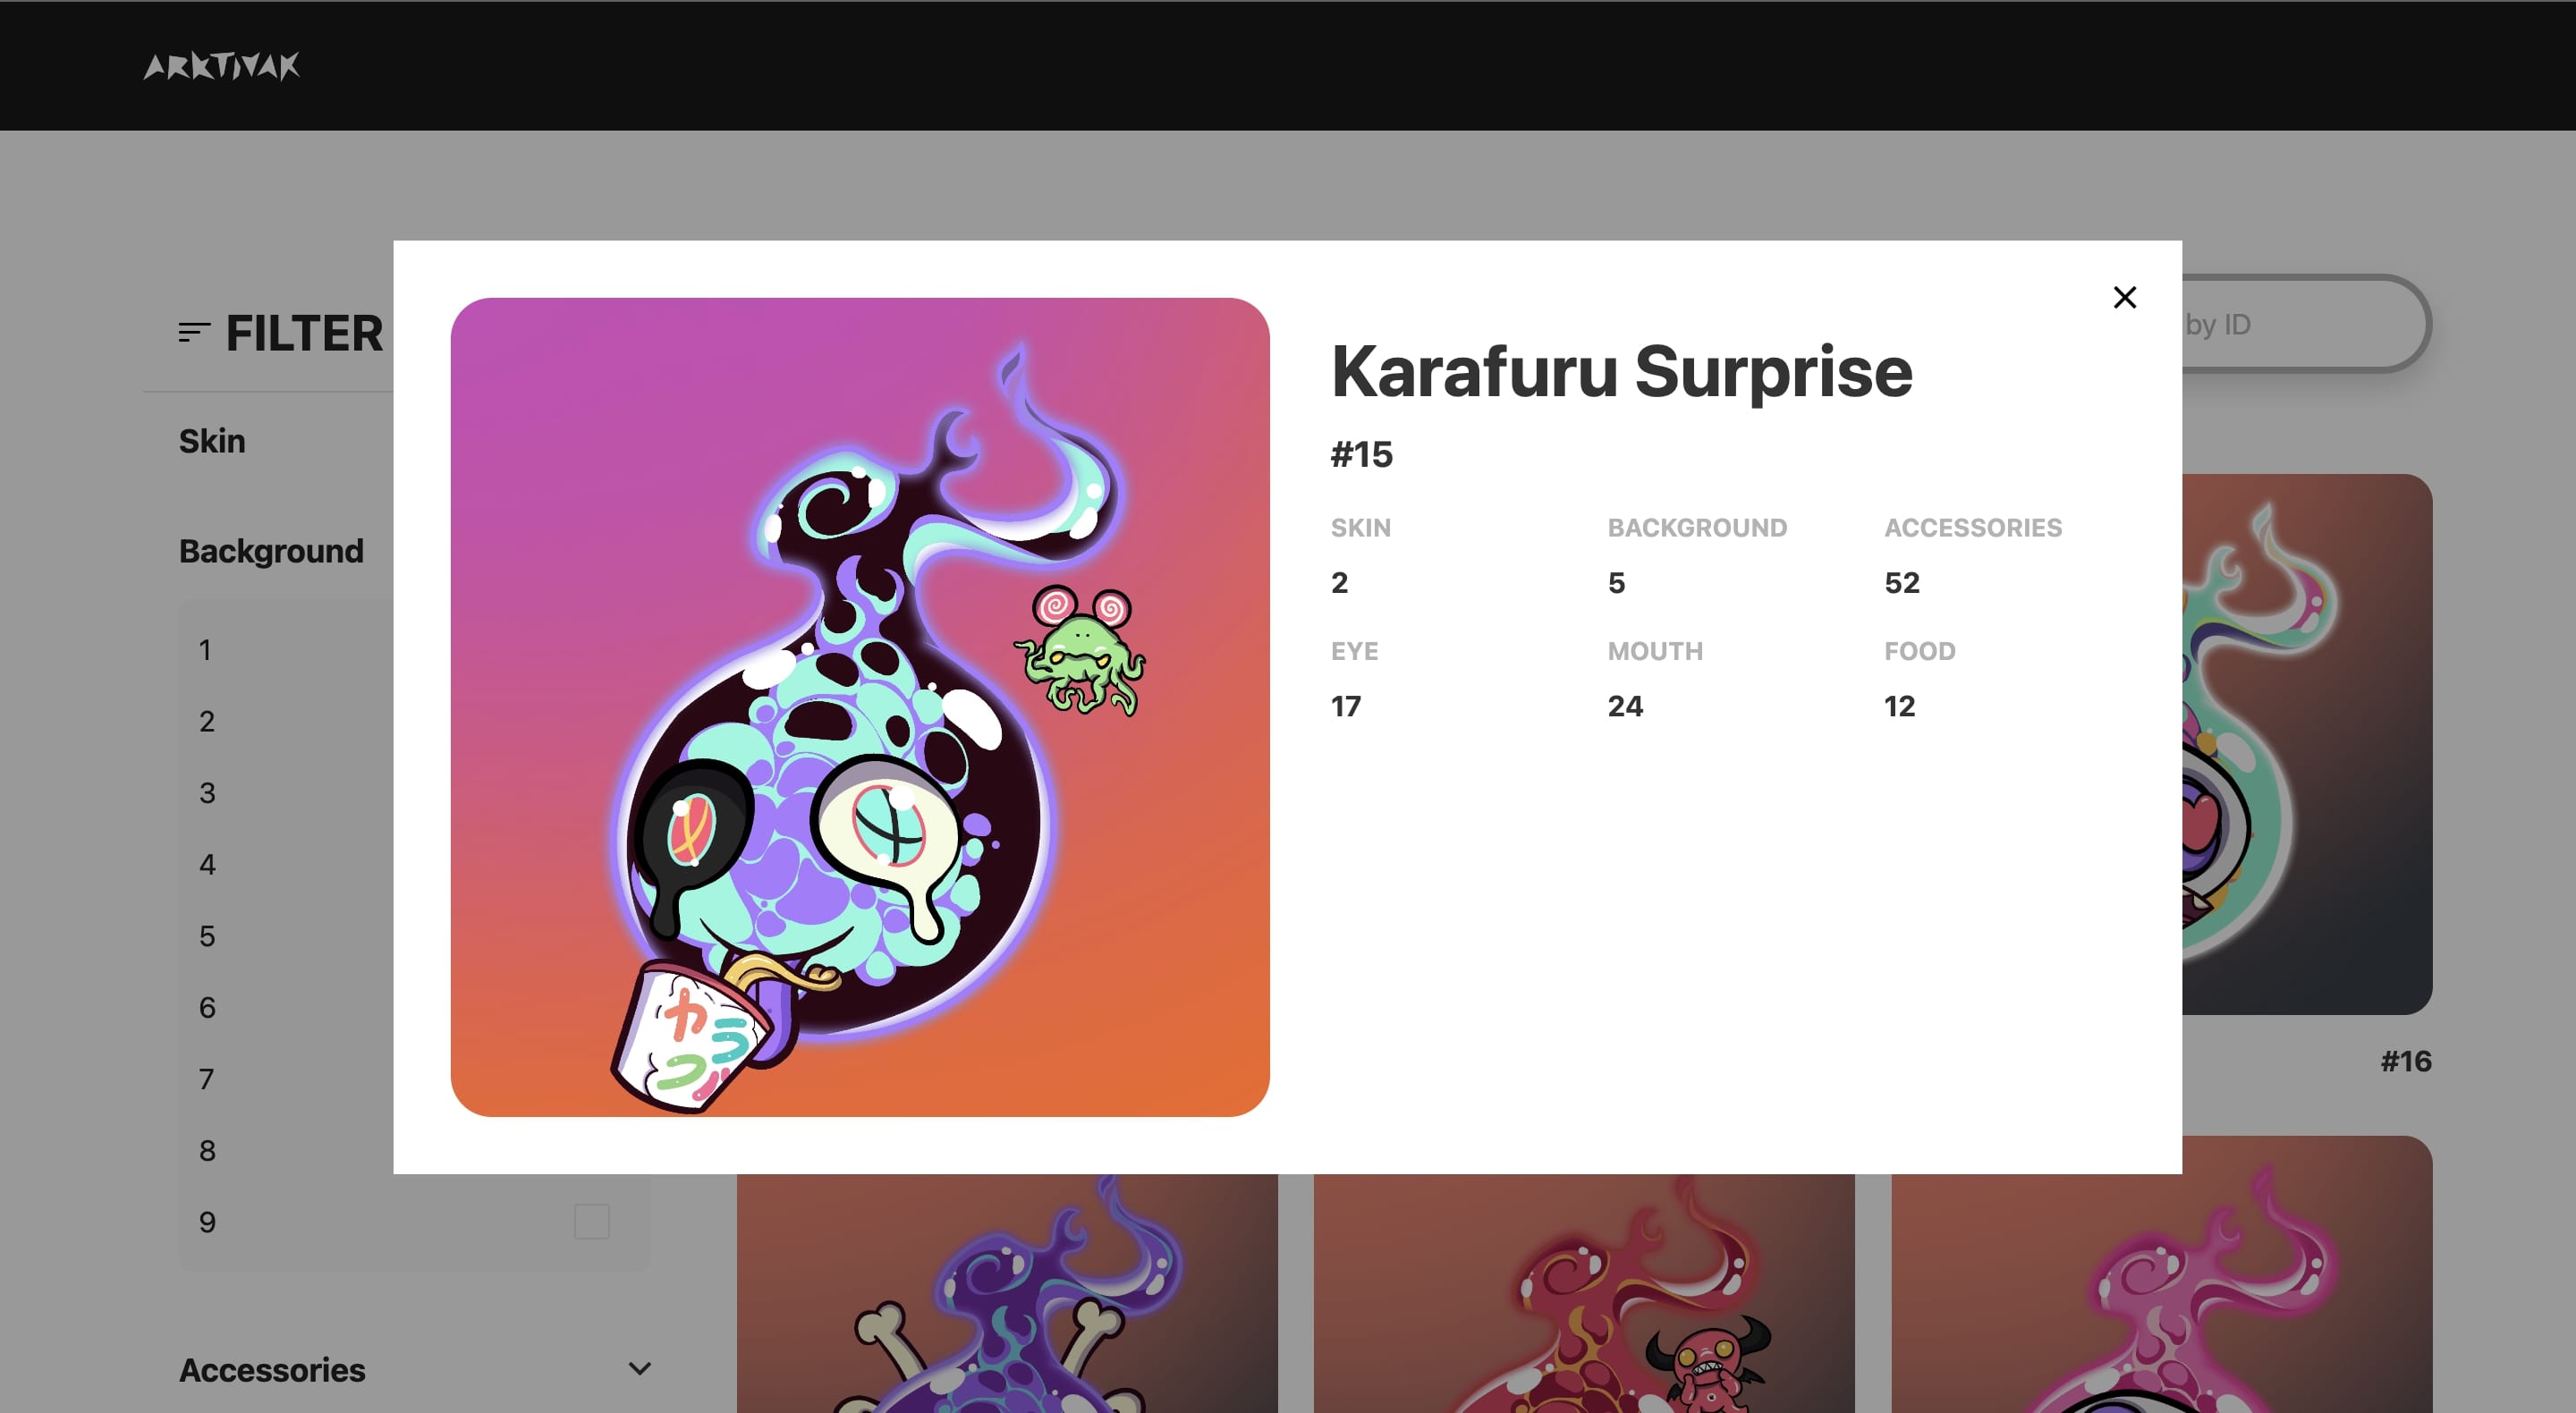 ARKTIVAK
FILTER
by ID
Skin
Background
1
2
3
4
5
6
7
8
9
Accessories
Karafuru Surprise
#15
SKIN
BACKGROUND
ACCESSORIES
2
5
52
EYE
MOUTH
FOOD
17
24
12
カラ
フル
#16